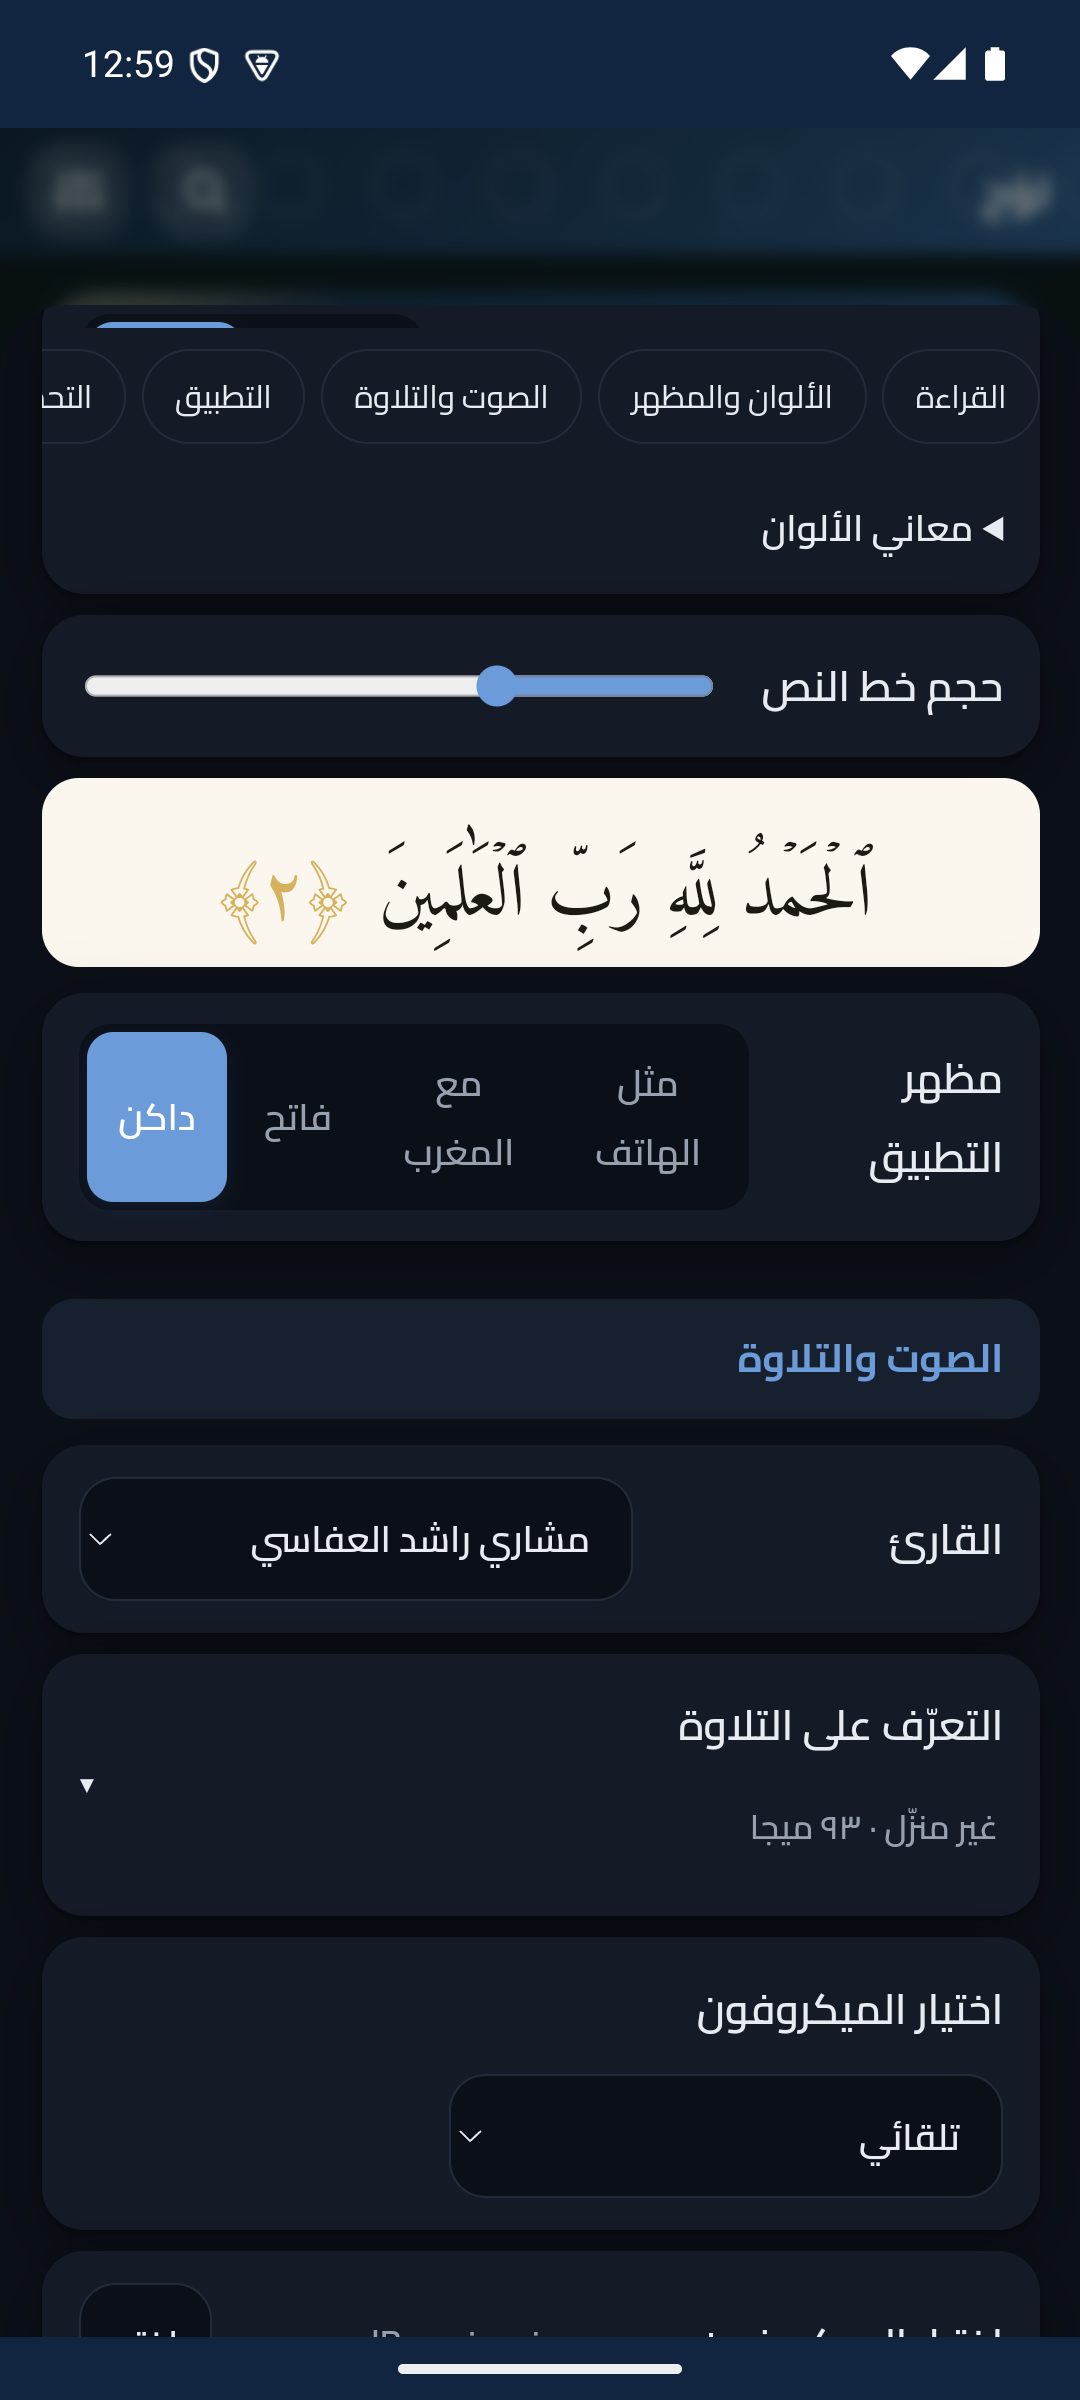 12:59
القراءة
الألوان والمظهر
الصوت والتلاوة
التطبيق
معاني الألوان
حجم خط النص
ٱلۡحَمۡدُ لِلَّهِ رَبِّ ٱلۡعَٰلَمِينَ ﴿٢﴾
مظهر التطبيق
مثل الهاتف
مع المغرب
فاتح
داكن
الصوت والتلاوة
القارئ
مشاري راشد العفاسي
التعرّف على التلاوة
غير منزّل · ٩٣ ميجا
اختيار الميكروفون
تلقائي